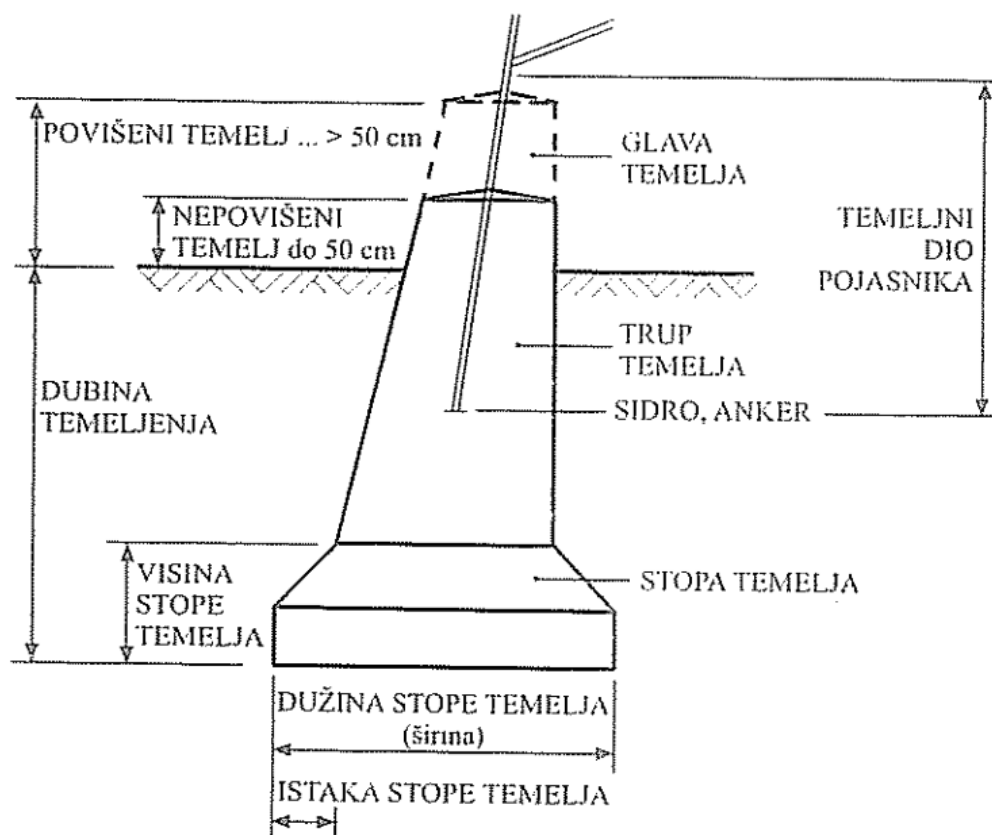 POVIŠENI TEMELJ ... > 50 cm
GLAVA
TEMELJA
NEPOVIŠENI
TEMELJ do 50 cm
TEMELJNI
DIO
POJASNIKA
TRUP
TEMELJA
DUBINA
TEMELJENJA
SIDRO, ANKER
VISINA
STOPE
TEMELJA
STOPA TEMELJA
DUŽINA STOPE TEMELJA
(širina)
ISTAKA STOPE TEMELJA